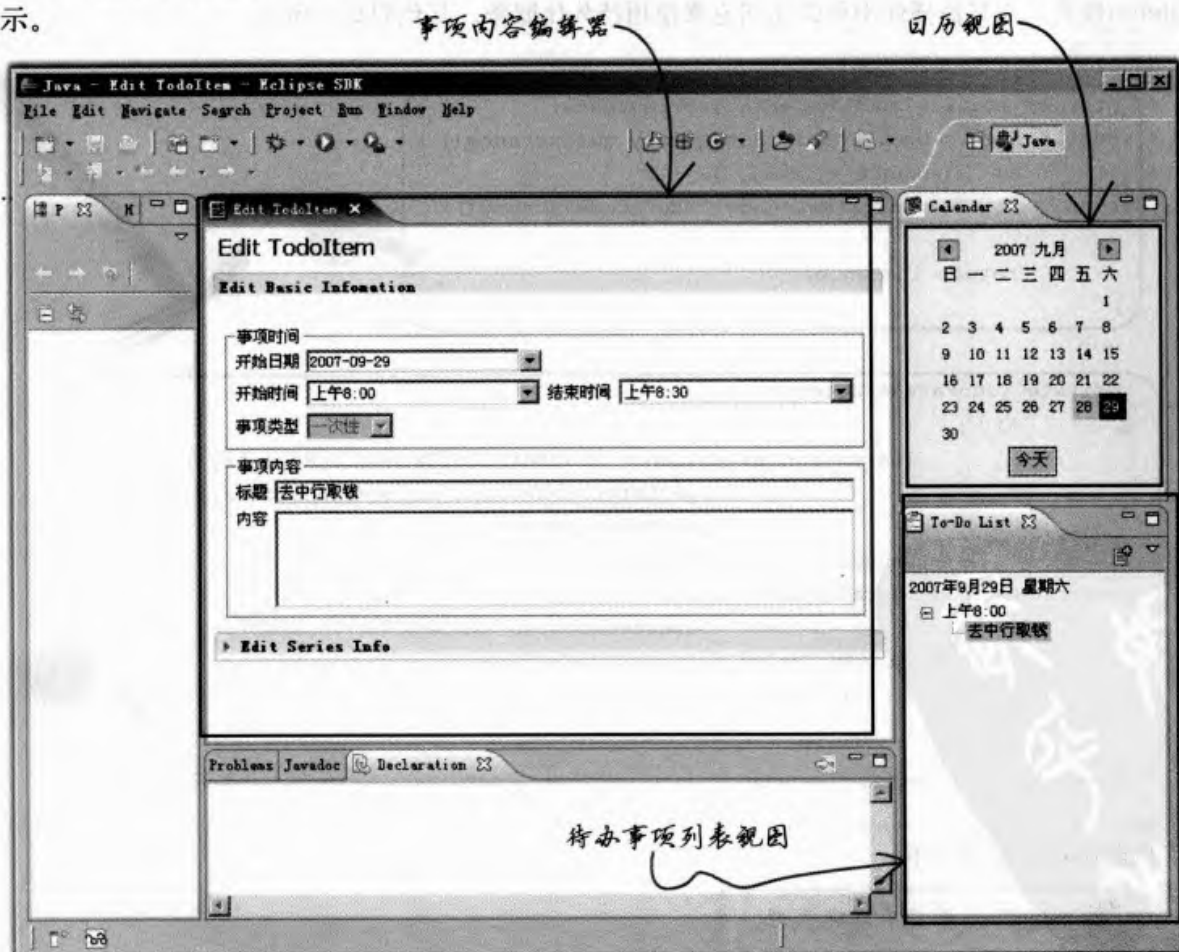 示。
事项内容编辑器
日历视图
Java - Edit TodoItem - Eclipse SDK
File Edit Navigate Search Project Run Window Help
Java
P
H
Edit TodoItem
Calendar
Edit TodoItem
Edit Basic Infomation
事项时间
开始日期 2007-09-29
开始时间 上午8:00 结束时间 上午8:30
事项类型 一次性
事项内容
标题 去中行取钱
内容
Edit Series Info
2007 九月
日 一 二 三 四 五 六
1
2 3 4 5 6 7 8
9 10 11 12 13 14 15
16 17 18 19 20 21 22
23 24 25 26 27 28 29
30
今天
To-Do List
2007年9月29日 星期六
上午8:00
去中行取钱
Problems Javadoc Declaration
待办事项列表视图